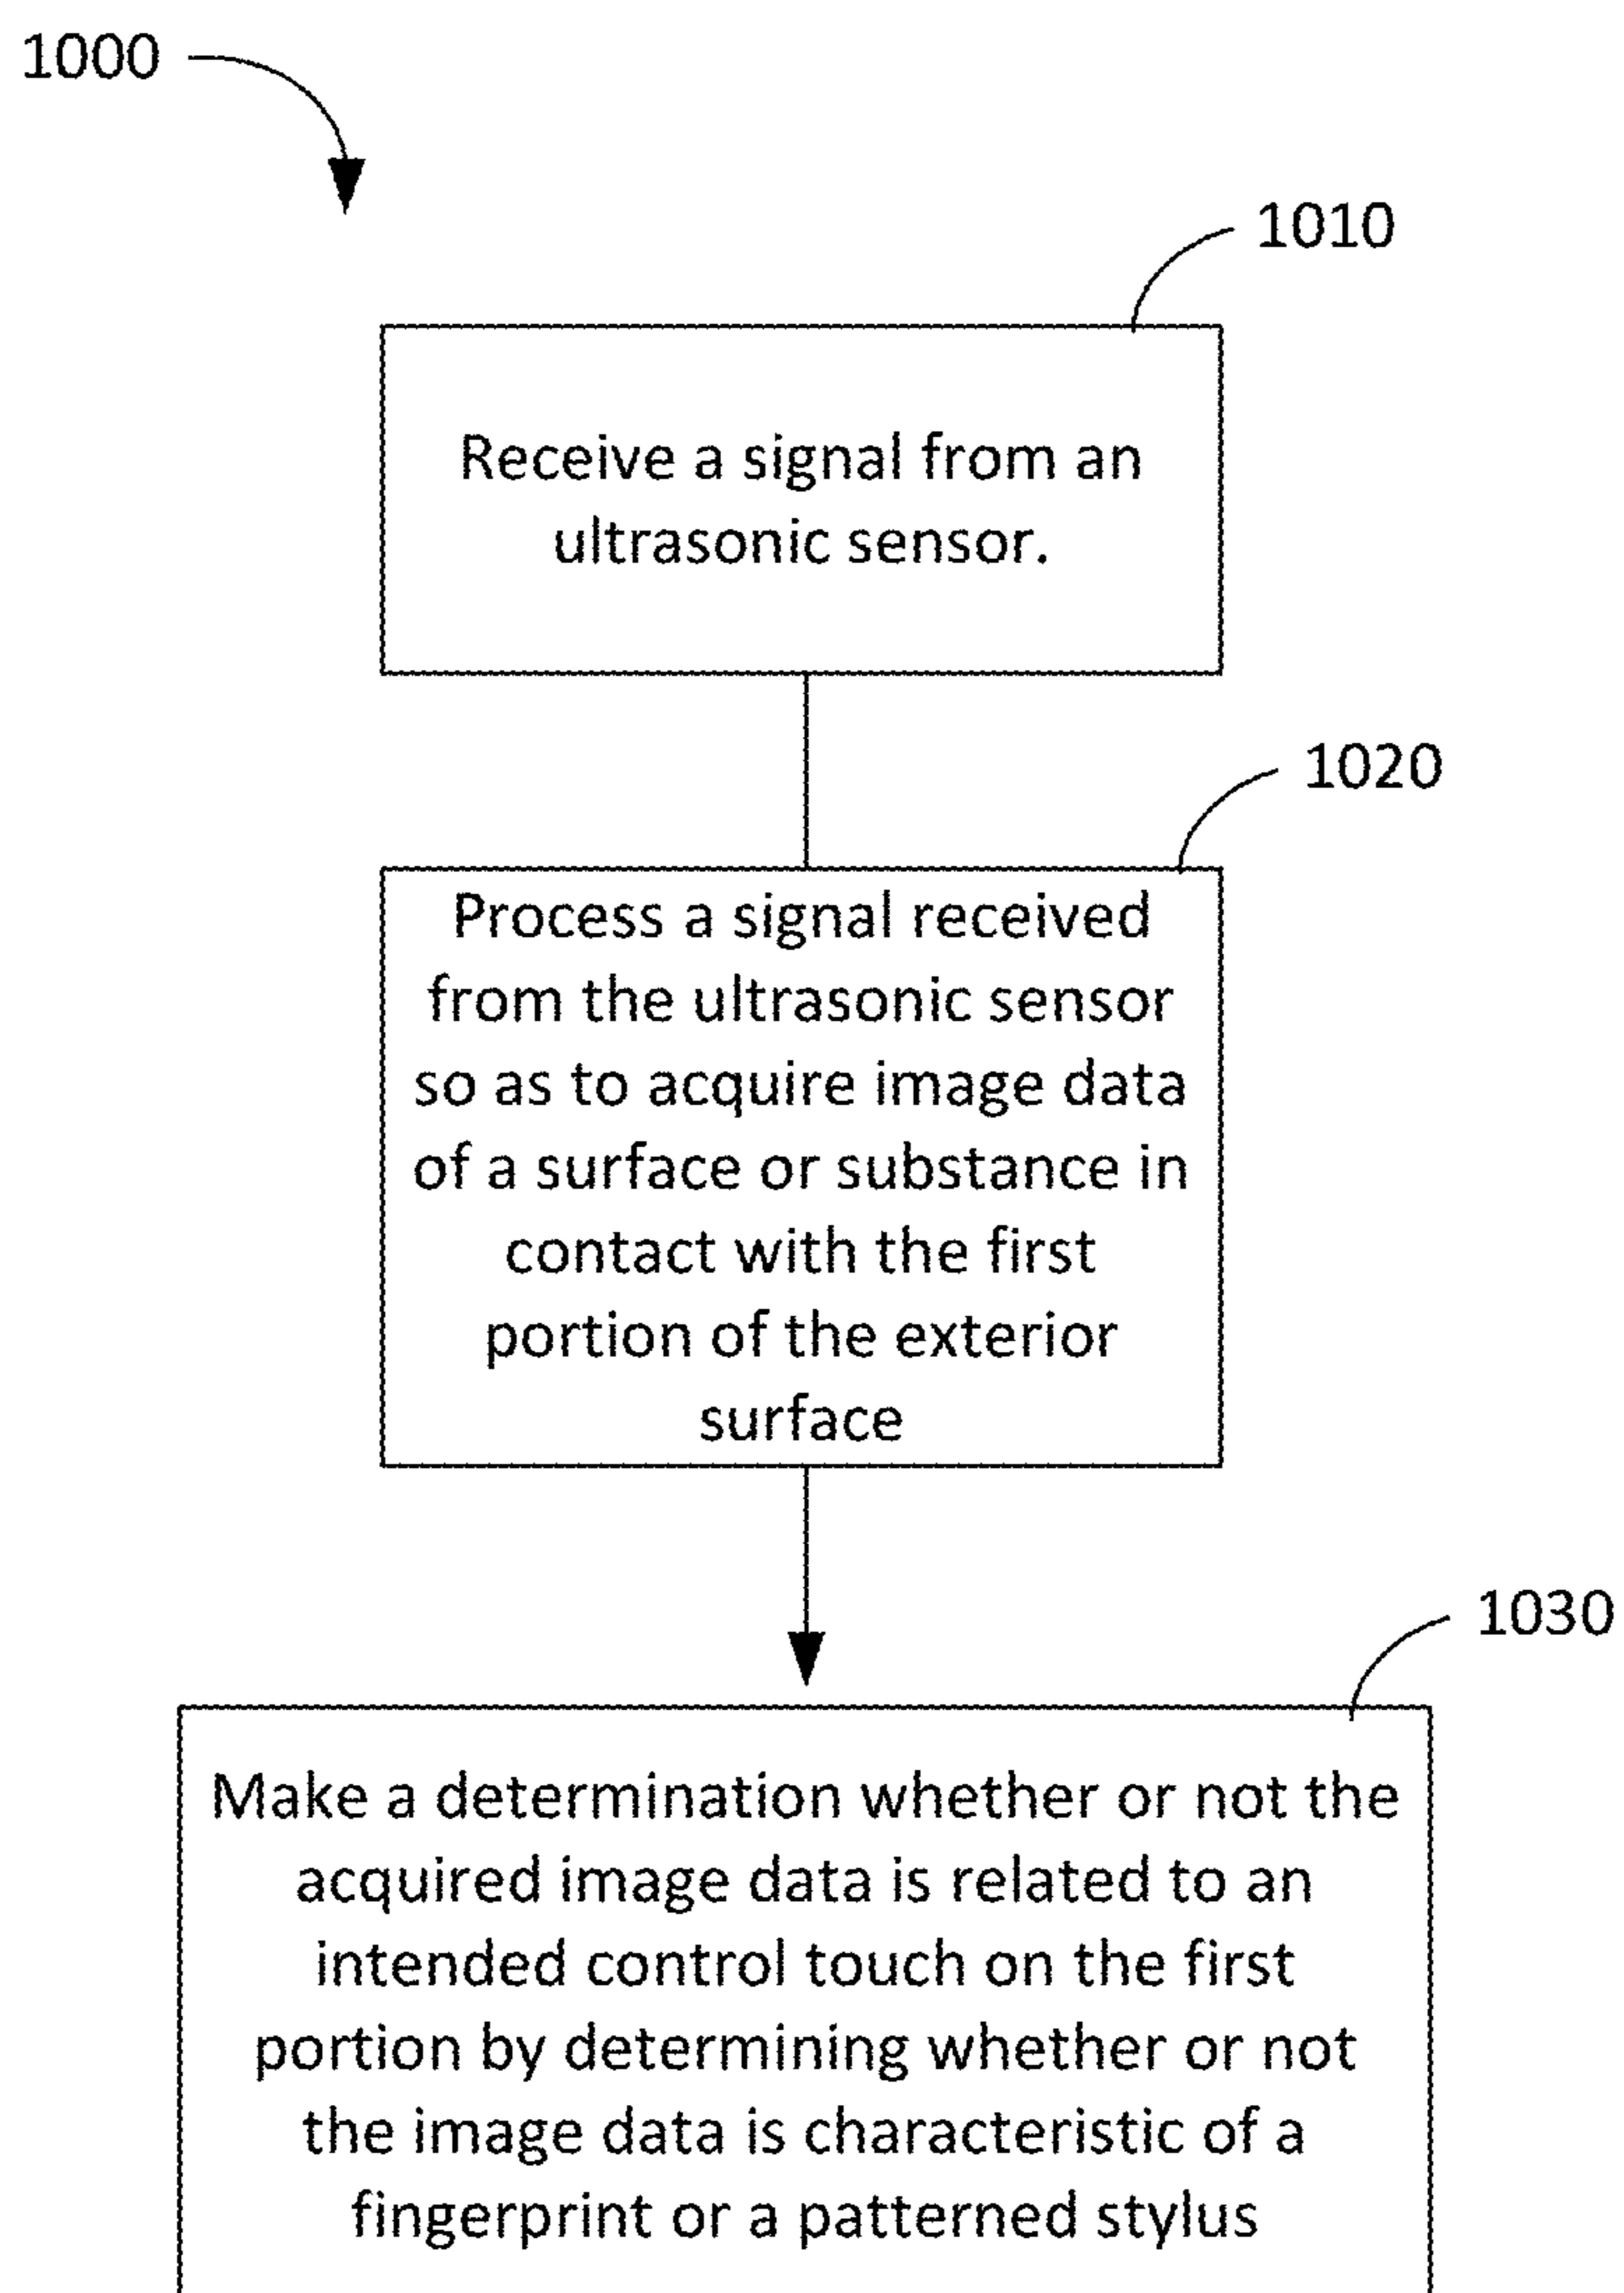 1000
1010
Receive a signal from an
ultrasonic sensor.
1020
Process a signal received
from the ultrasonic sensor
so as to acquire image data
of a surface or substance in
contact with the first
portion of the exterior
surface
1030
Make a determination whether or not the
acquired image data is related to an
intended control touch on the first
portion by determining whether or not
the image data is characteristic of a
fingerprint or a patterned stylus